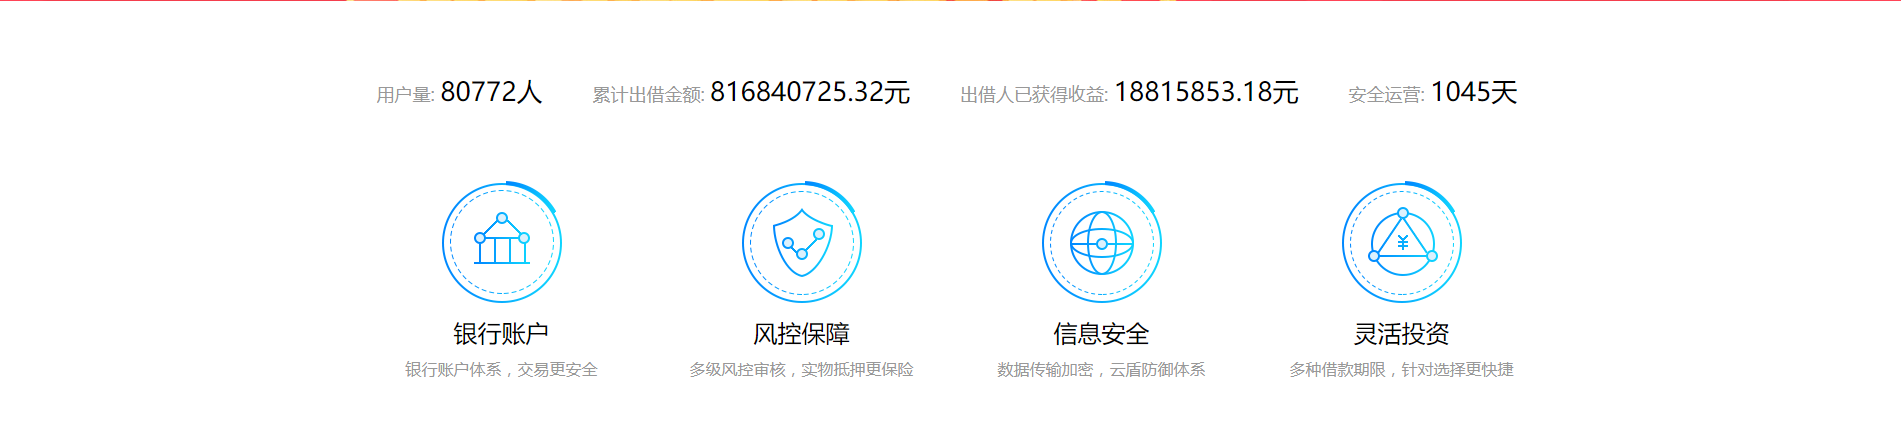 用户量: 80772人 累计出借金额: 816840725.32元 出借人已获得收益: 18815853.18元 安全运营: 1045天
¥
银行账户 风控保障 信息安全 灵活投资
银行账户体系，交易更安全 多级风控审核，实物抵押更保险 数据传输加密，云盾防御体系 多种借款期限，针对选择更快捷